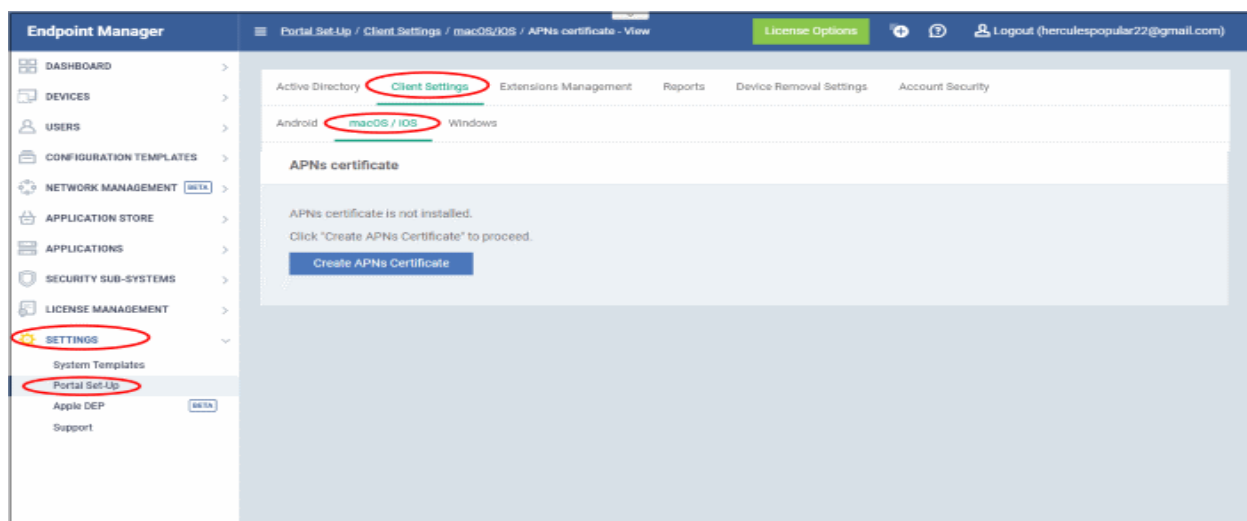 Endpoint Manager
Portal Set-Up / Client Settings / macOS/iOS / APNs certificate - View
License Options
Logout (herculespopular22@gmail.com)
DASHBOARD
DEVICES
USERS
CONFIGURATION TEMPLATES
NETWORK MANAGEMENT BETA
APPLICATION STORE
APPLICATIONS
SECURITY SUB-SYSTEMS
LICENSE MANAGEMENT
SETTINGS
System Templates
Portal Set-Up
Apple DEP BETA
Support
Active Directory Client Settings Extensions Management Reports Device Removal Settings Account Security
Android macOS / iOS Windows
APNs certificate
APNs certificate is not installed.
Click "Create APNs Certificate" to proceed.
Create APNs Certificate